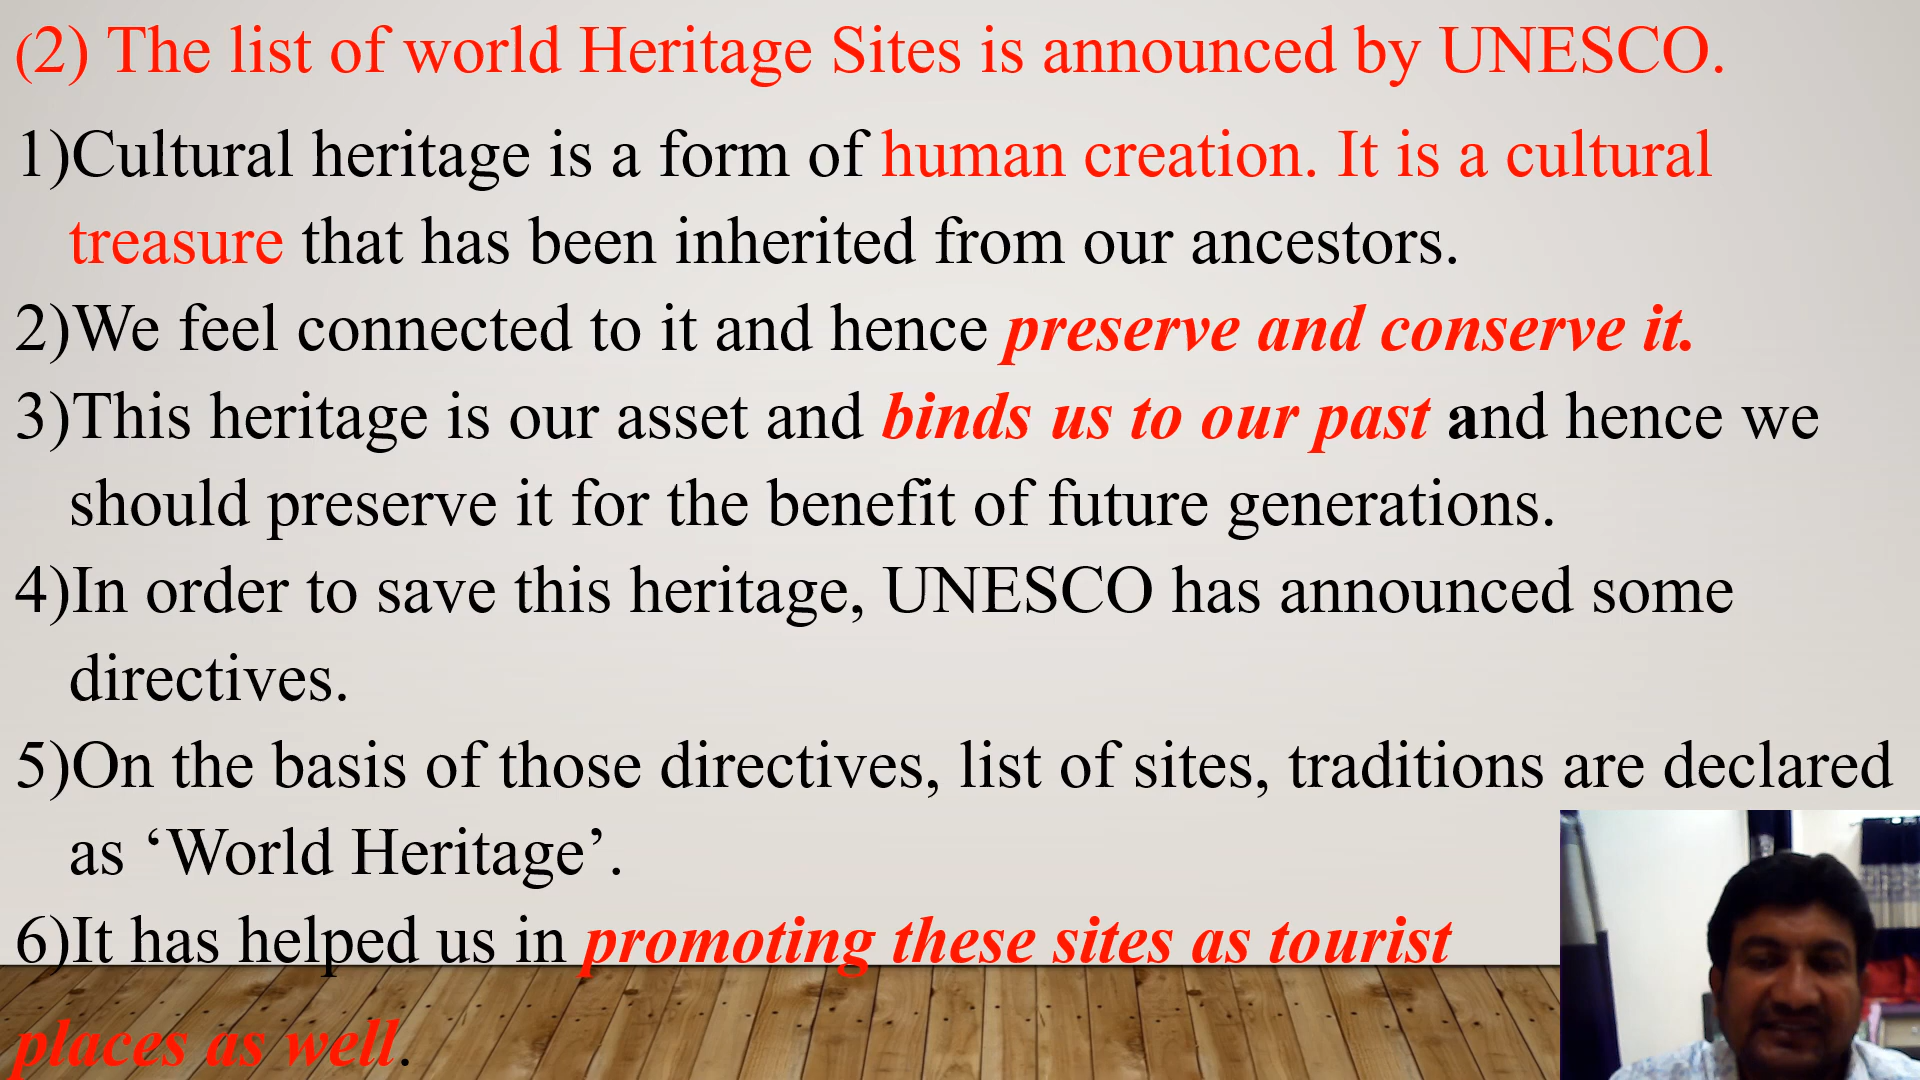 (2) The list of world Heritage Sites is announced by UNESCO.
1)Cultural heritage is a form of human creation. It is a cultural
treasure that has been inherited from our ancestors.
2)We feel connected to it and hence preserve and conserve it.
3)This heritage is our asset and binds us to our past and hence we
should preserve it for the benefit of future generations.
4)In order to save this heritage, UNESCO has announced some
directives.
5)On the basis of those directives, list of sites, traditions are declared
as ‘World Heritage’.
6)It has helped us in promoting these sites as tourist
places as well.